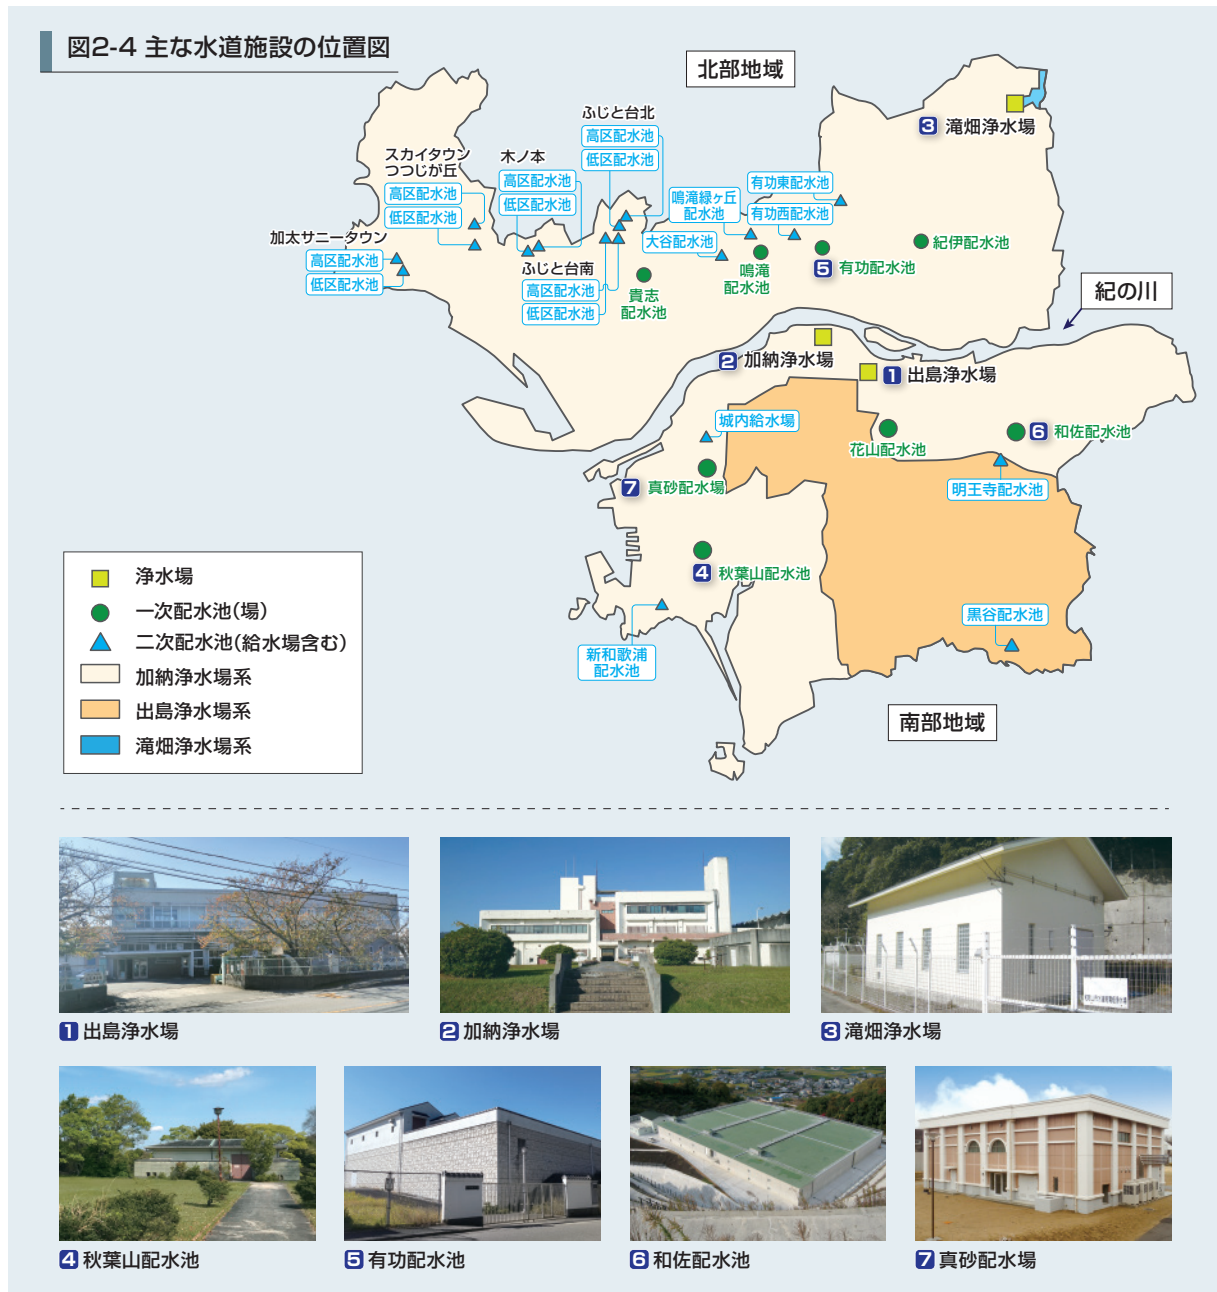 図2-4 主な水道施設の位置図
北部地域
3 滝畑浄水場
ふじと台北
高区配水池
低区配水池
スカイタウン
つつじが丘
高区配水池
低区配水池
木ノ本
高区配水池
低区配水池
有功東配水池
鳴滝緑ヶ丘
配水池
有功西配水池
大谷配水池
加太サニータウン
高区配水池
低区配水池
ふじと台南
高区配水池
低区配水池
貴志
配水池
鳴滝
配水池
5 有功配水池
紀伊配水池
紀の川
2 加納浄水場
1 出島浄水場
城内給水場
花山配水池
6 和佐配水池
7 真砂配水場
明王寺配水池
4 秋葉山配水池
黒谷配水池
新和歌浦
配水池
南部地域
浄水場
一次配水池(場)
二次配水池(給水場含む)
加納浄水場系
出島浄水場系
滝畑浄水場系
1 出島浄水場
2 加納浄水場
3 滝畑浄水場
4 秋葉山配水池
5 有功配水池
6 和佐配水池
7 真砂配水場